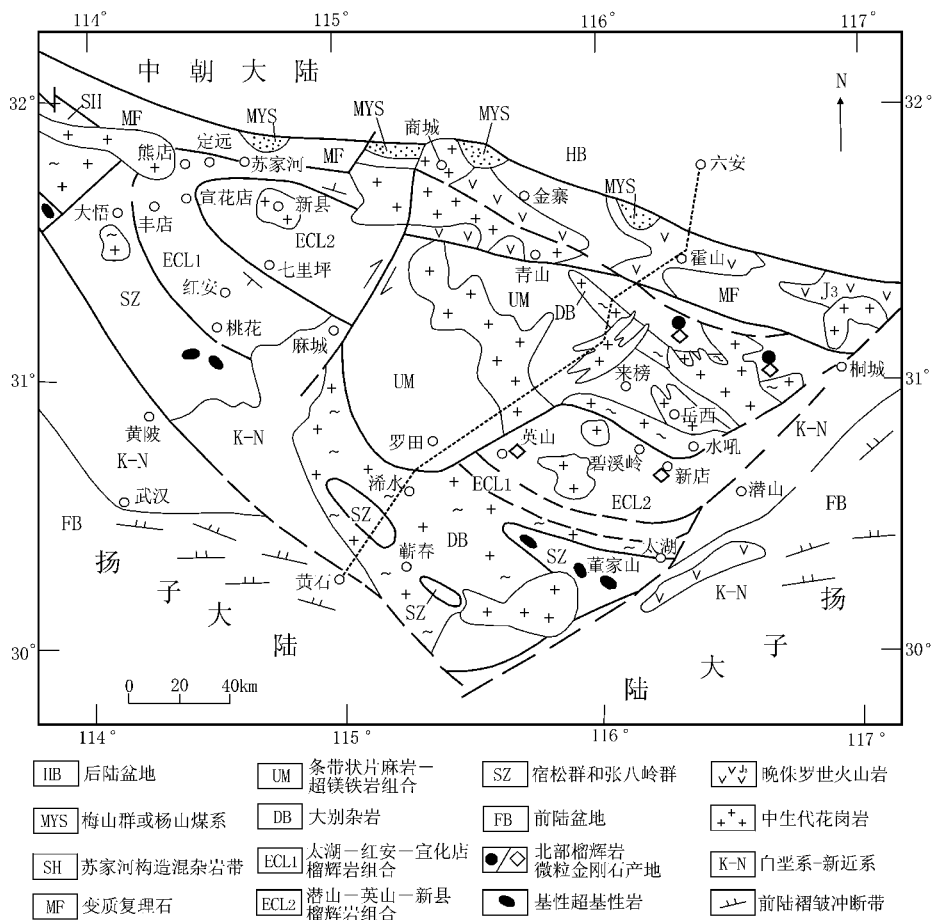 114°
115°
116°
117°
中朝大陆
N
32°
32°
SH
MF
MYS
MYS
MYS
商城
HB
六安
定远
熊店
苏家河
MF
金寨
MYS
大悟
丰店
宣花店
新县
ECL2
霍山
ECL1
七里坪
青山
MF
J3
SZ
红安
UM
DB
桃花
麻城
31°
31°
UM
来榜
桐城
岳西
黄陂
K-N
罗田
英山
水吼
K-N
K-N
碧溪岭
新店
武汉
浠水
ECL1
ECL2
潜山
FB
SZ
FB
DB
太湖
蕲春
SZ
董家山
黄石
K-N
SZ
扬子大陆
扬子大陆
30°
30°
0 20 40km
114°
115°
116°
117°
HB 后陆盆地
UM 条带状片麻岩－超镁铁岩组合
SZ 宿松群和张八岭群
J3 晚侏罗世火山岩
MYS 梅山群或杨山煤系
DB 大别杂岩
FB 前陆盆地
中生代花岗岩
SH 苏家河构造混杂岩带
ECL1 太湖－红安－宣化店榴辉岩组合
北部榴辉岩微粒金刚石产地
K-N 白垩系-新近系
MF 变质复理石
ECL2 潜山－英山－新县榴辉岩组合
基性超基性岩
前陆褶皱冲断带